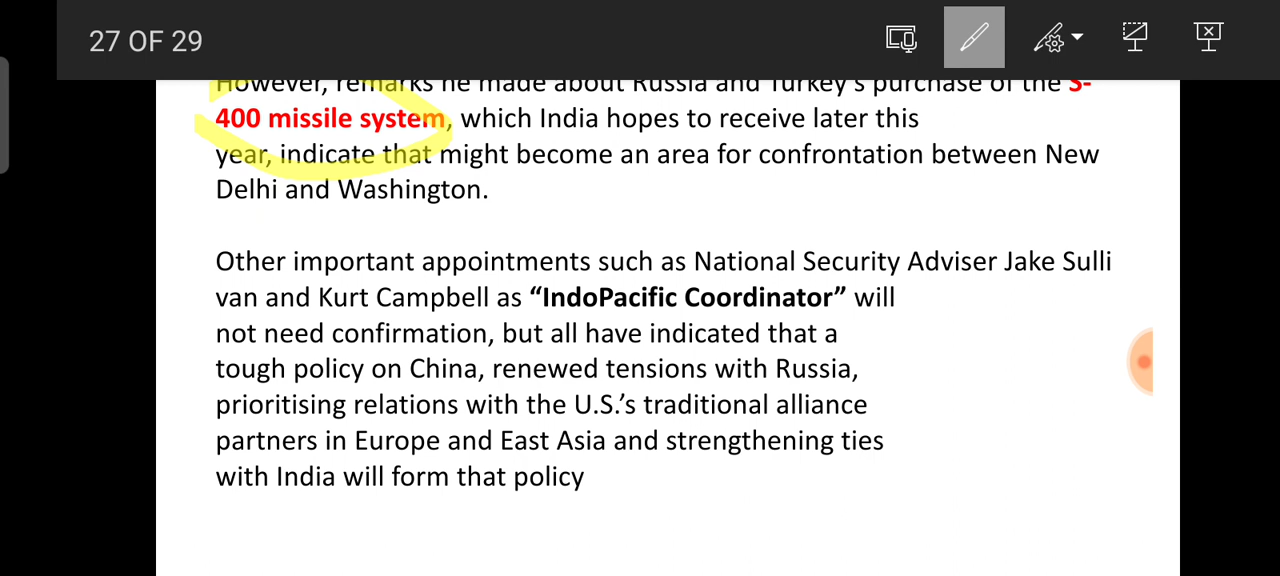 27 OF 29
However, remarks he made about Russia and Turkey's purchase of the S-
400 missile system, which India hopes to receive later this
year, indicate that might become an area for confrontation between New
Delhi and Washington.
Other important appointments such as National Security Adviser Jake Sulli
van and Kurt Campbell as “IndoPacific Coordinator” will
not need confirmation, but all have indicated that a
tough policy on China, renewed tensions with Russia,
prioritising relations with the U.S.’s traditional alliance
partners in Europe and East Asia and strengthening ties
with India will form that policy